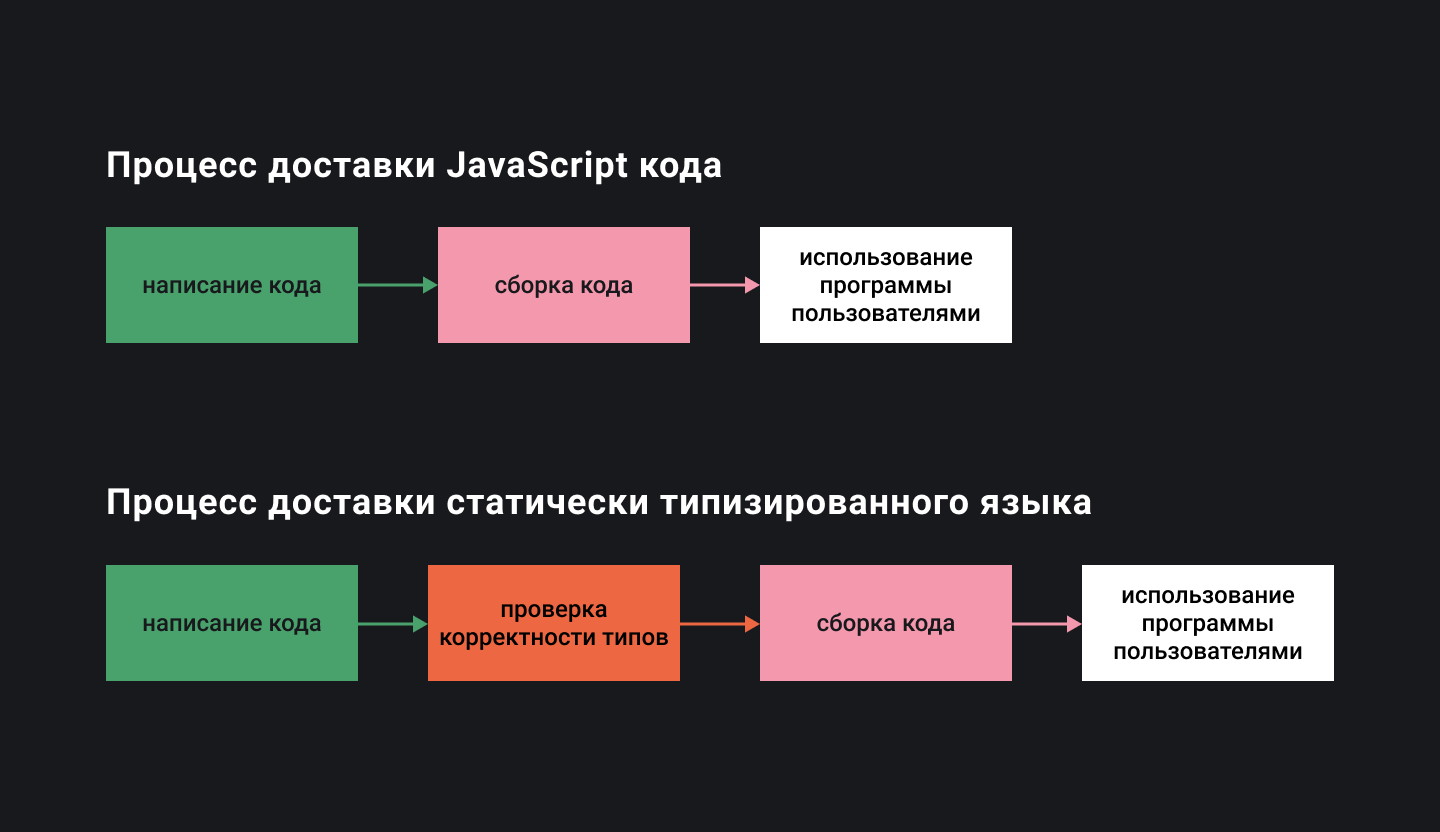 Процесс доставки JavaScript кода
написание кода
сборка кода
использование
программы
пользователями
Процесс доставки статически типизированного языка
написание кода
проверка
корректности типов
сборка кода
использование
программы
пользователями